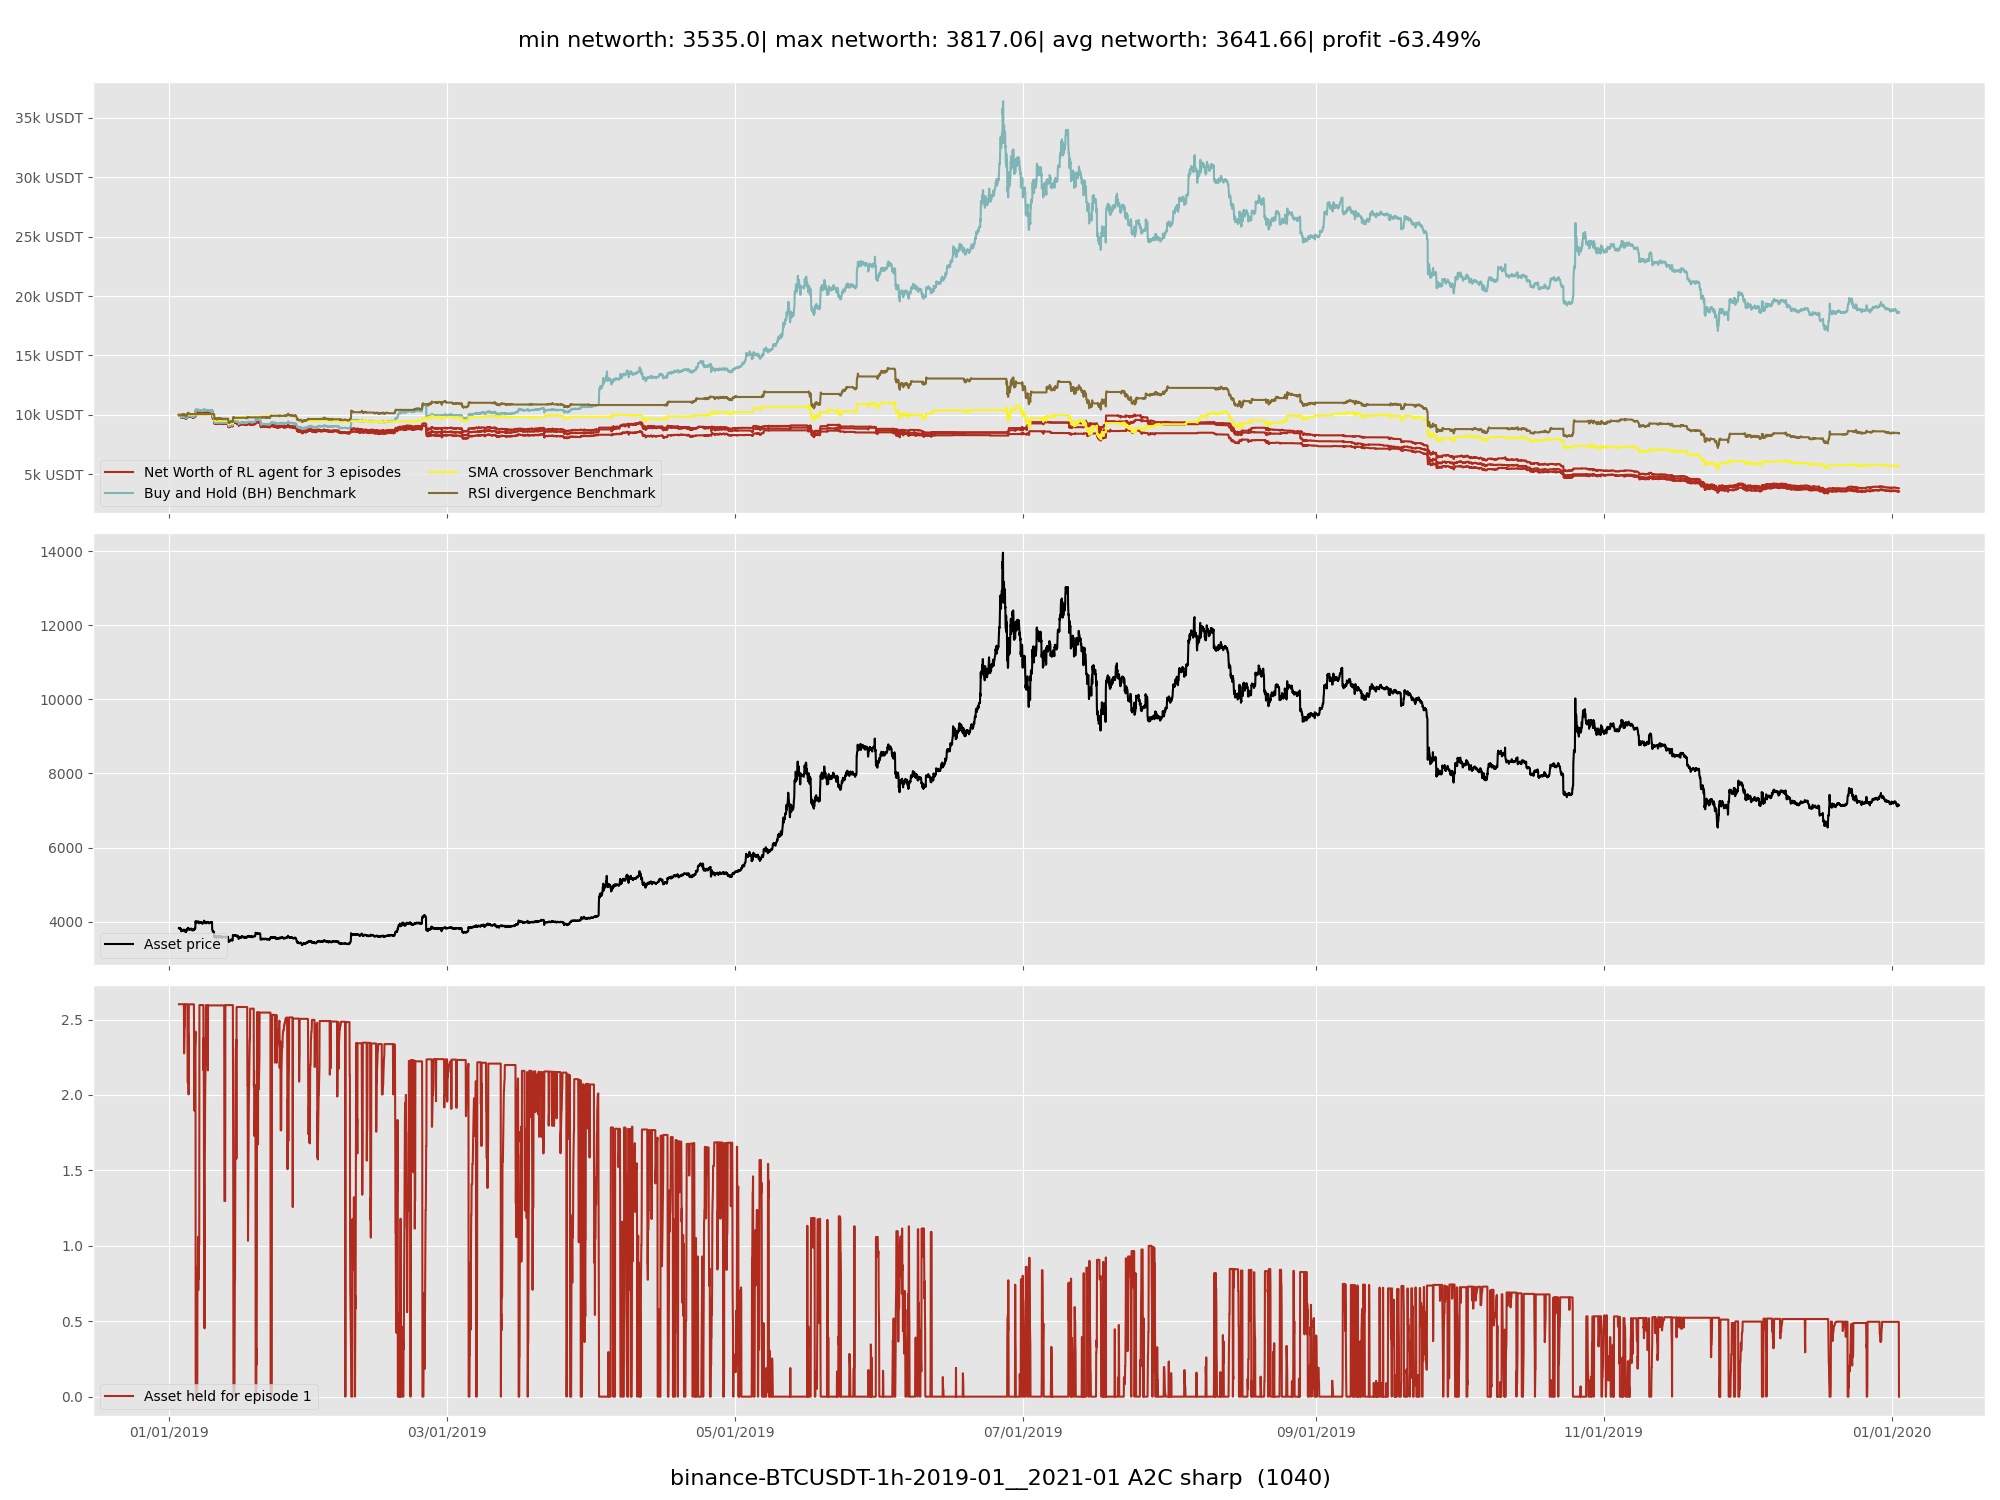 min networth: 3535.0| max networth: 3817.06| avg networth: 3641.66| profit -63.49%
35k USDT
30k USDT
25k USDT
20k USDT
15k USDT
10k USDT
5k USDT
Net Worth of RL agent for 3 episodes
Buy and Hold (BH) Benchmark
SMA crossover Benchmark
RSI divergence Benchmark
14000
12000
10000
8000
6000
4000
Asset price
2.5
2.0
1.5
1.0
0.5
0.0
Asset held for episode 1
01/01/2019 03/01/2019 05/01/2019 07/01/2019 09/01/2019 11/01/2019 01/01/2020
binance-BTCUSDT-1h-2019-01__2021-01 A2C sharp (1040)